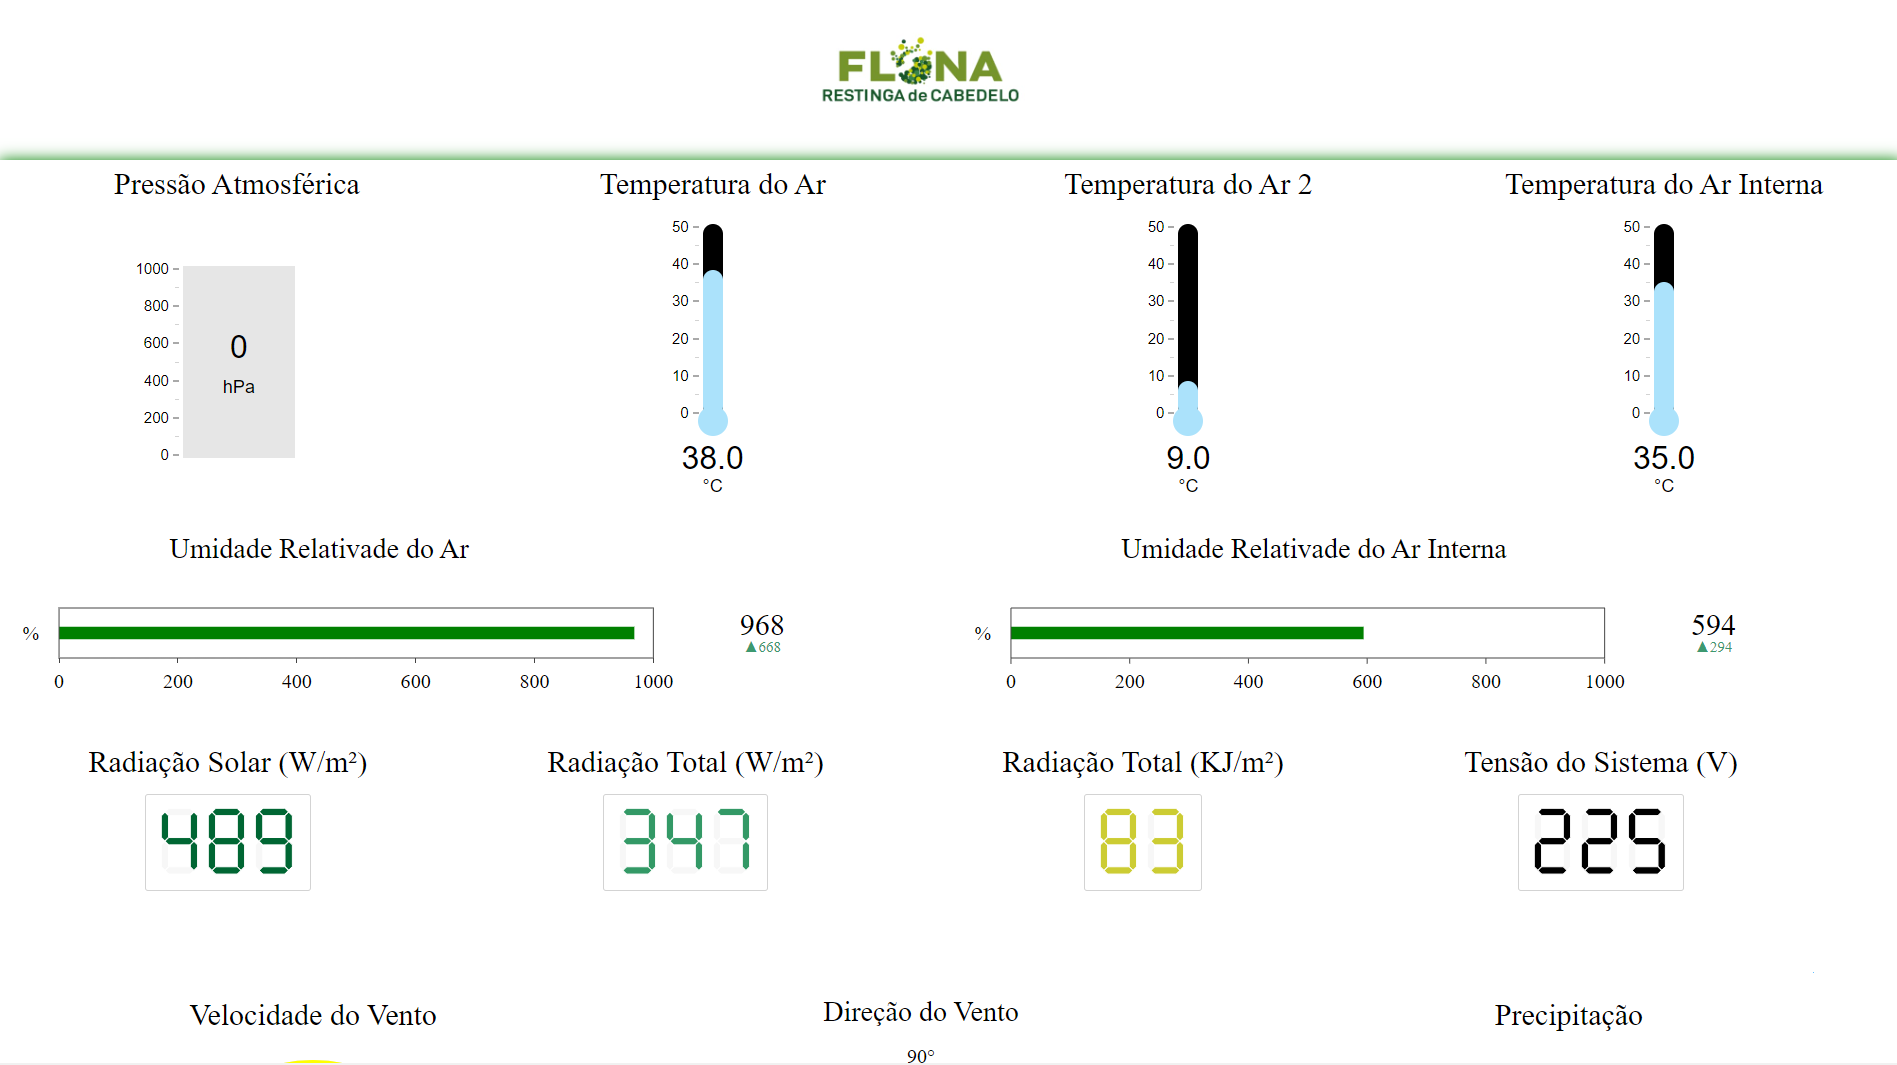 FLONA
RESTINGA de CABEDELO
Pressão Atmosférica
1000
800
600
400
200
0
0
hPa
Temperatura do Ar
50
40
30
20
10
0
38.0
°C
Temperatura do Ar 2
50
40
30
20
10
0
9.0
°C
Temperatura do Ar Interna
50
40
30
20
10
0
35.0
°C
Umidade Relativade do Ar
%
0 200 400 600 800 1000
968
▲668
Umidade Relativade do Ar Interna
%
0 200 400 600 800 1000
594
▲294
Radiação Solar (W/m²)
489
Radiação Total (W/m²)
347
Radiação Total (KJ/m²)
83
Tensão do Sistema (V)
225
Velocidade do Vento
Direção do Vento
90°
Precipitação